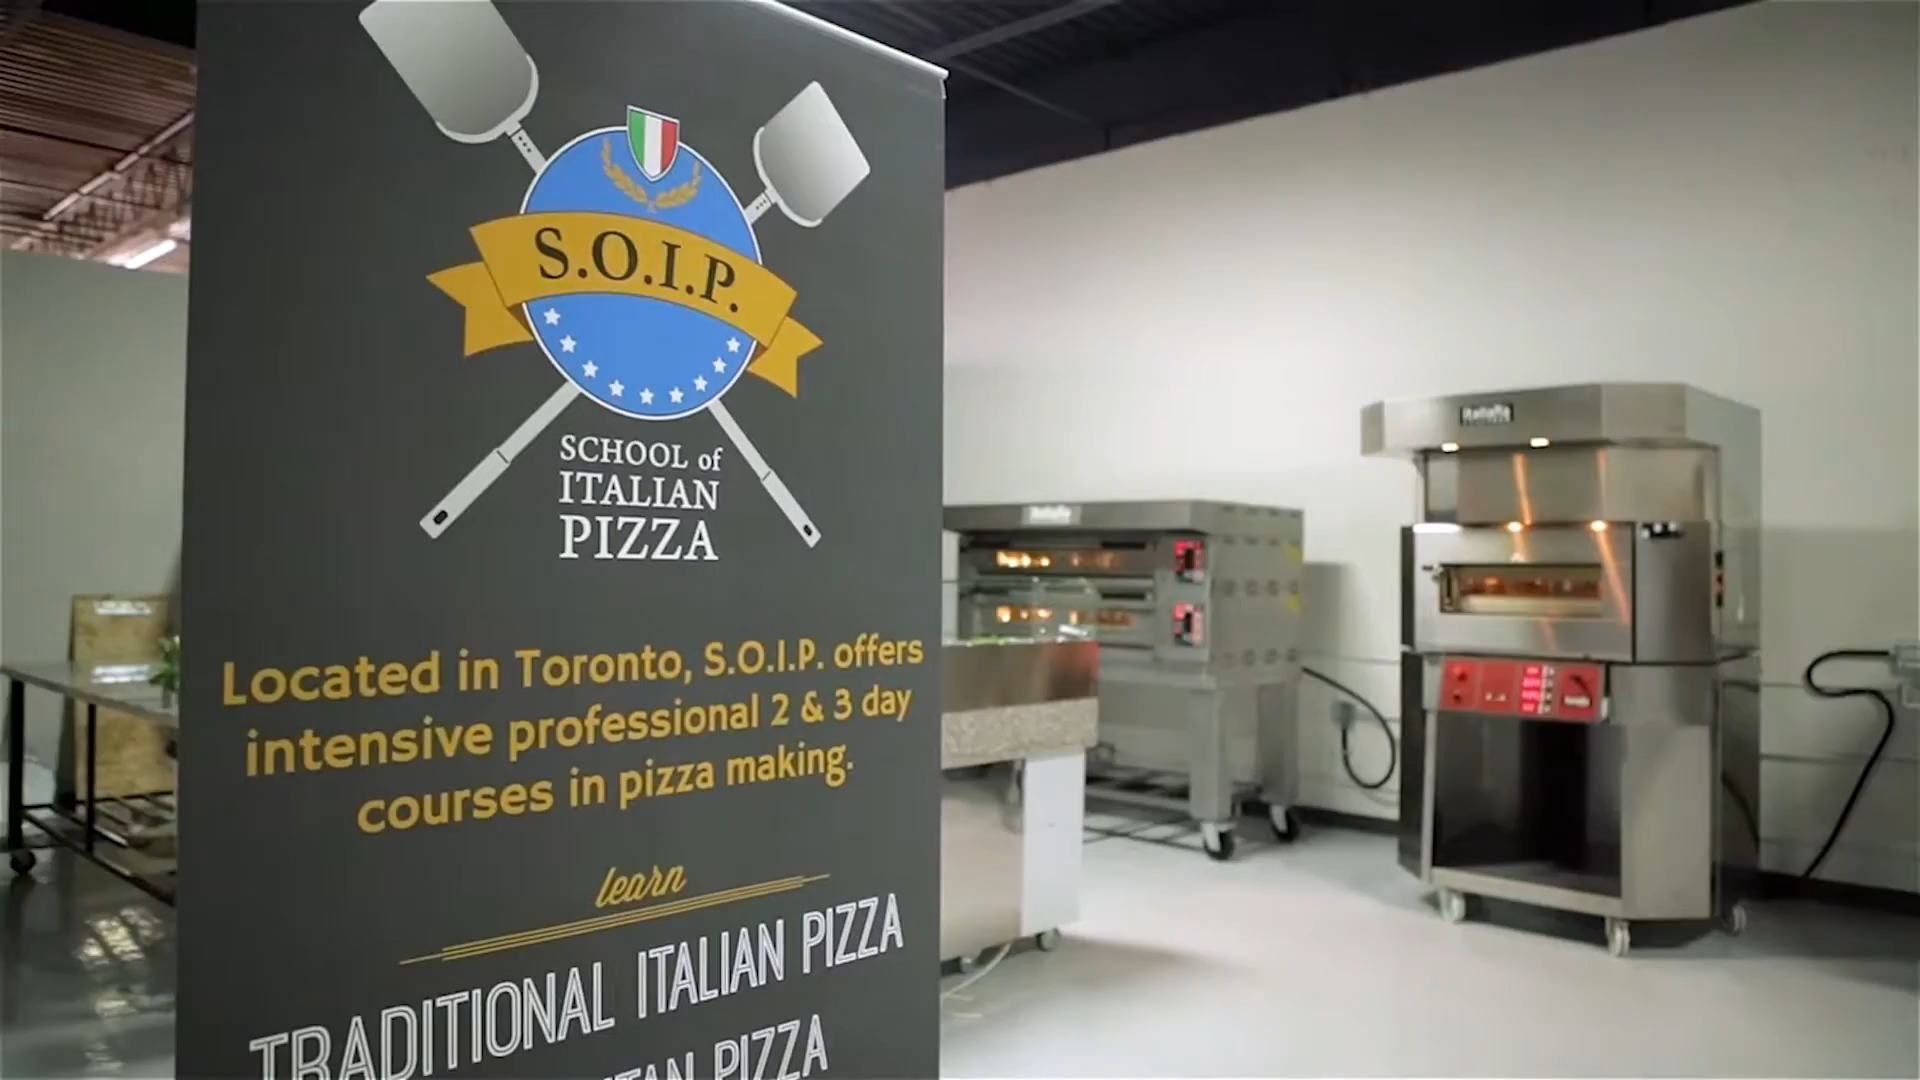 S.O.I.P.
SCHOOL of
ITALIAN
PIZZA
Located in Toronto, S.O.I.P. offers
intensive professional 2 & 3 day
courses in pizza making.
learn
TRADITIONAL ITALIAN PIZZA
PIZZA